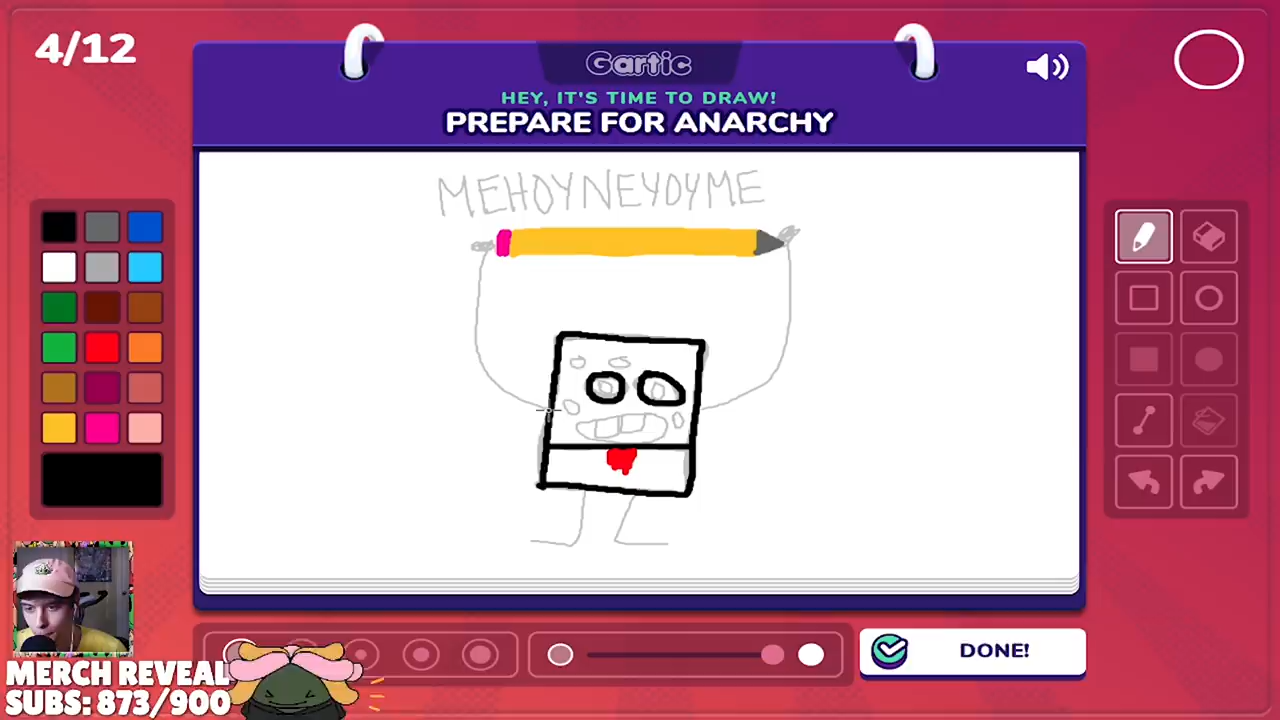 4/12
Gartic
HEY, IT'S TIME TO DRAW!
PREPARE FOR ANARCHY
MEHOYNEYOYME
DONE!
MERCH REVEAL
SUBS: 873/900